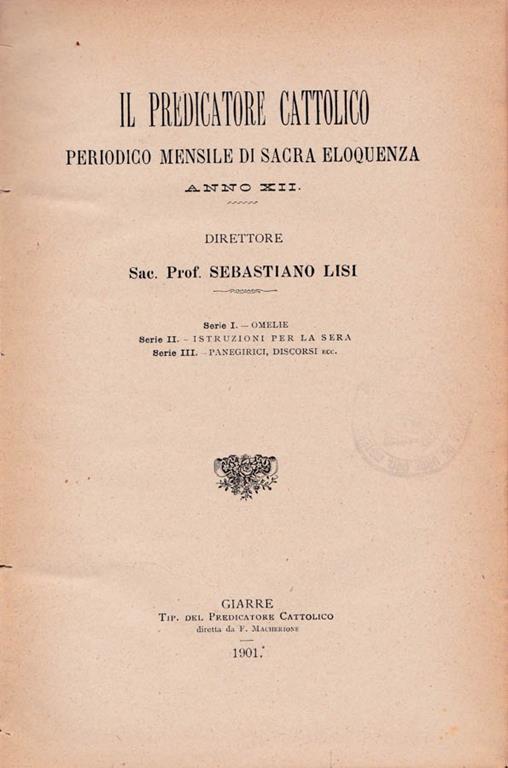 IL PREDICATORE CATTOLICO
PERIODICO MENSILE DI SACRA ELOQUENZA
ANNO XII.
DIRETTORE
Sac. Prof. SEBASTIANO LISI
Serie I. — OMELIE
Serie II. - ISTRUZIONI PER LA SERA
Serie III. - PANEGIRICI, DISCORSI ECC.
GIARRE
TIP. DEL PREDICATORE CATTOLICO
diretta da F. MACHERIONE
1901.